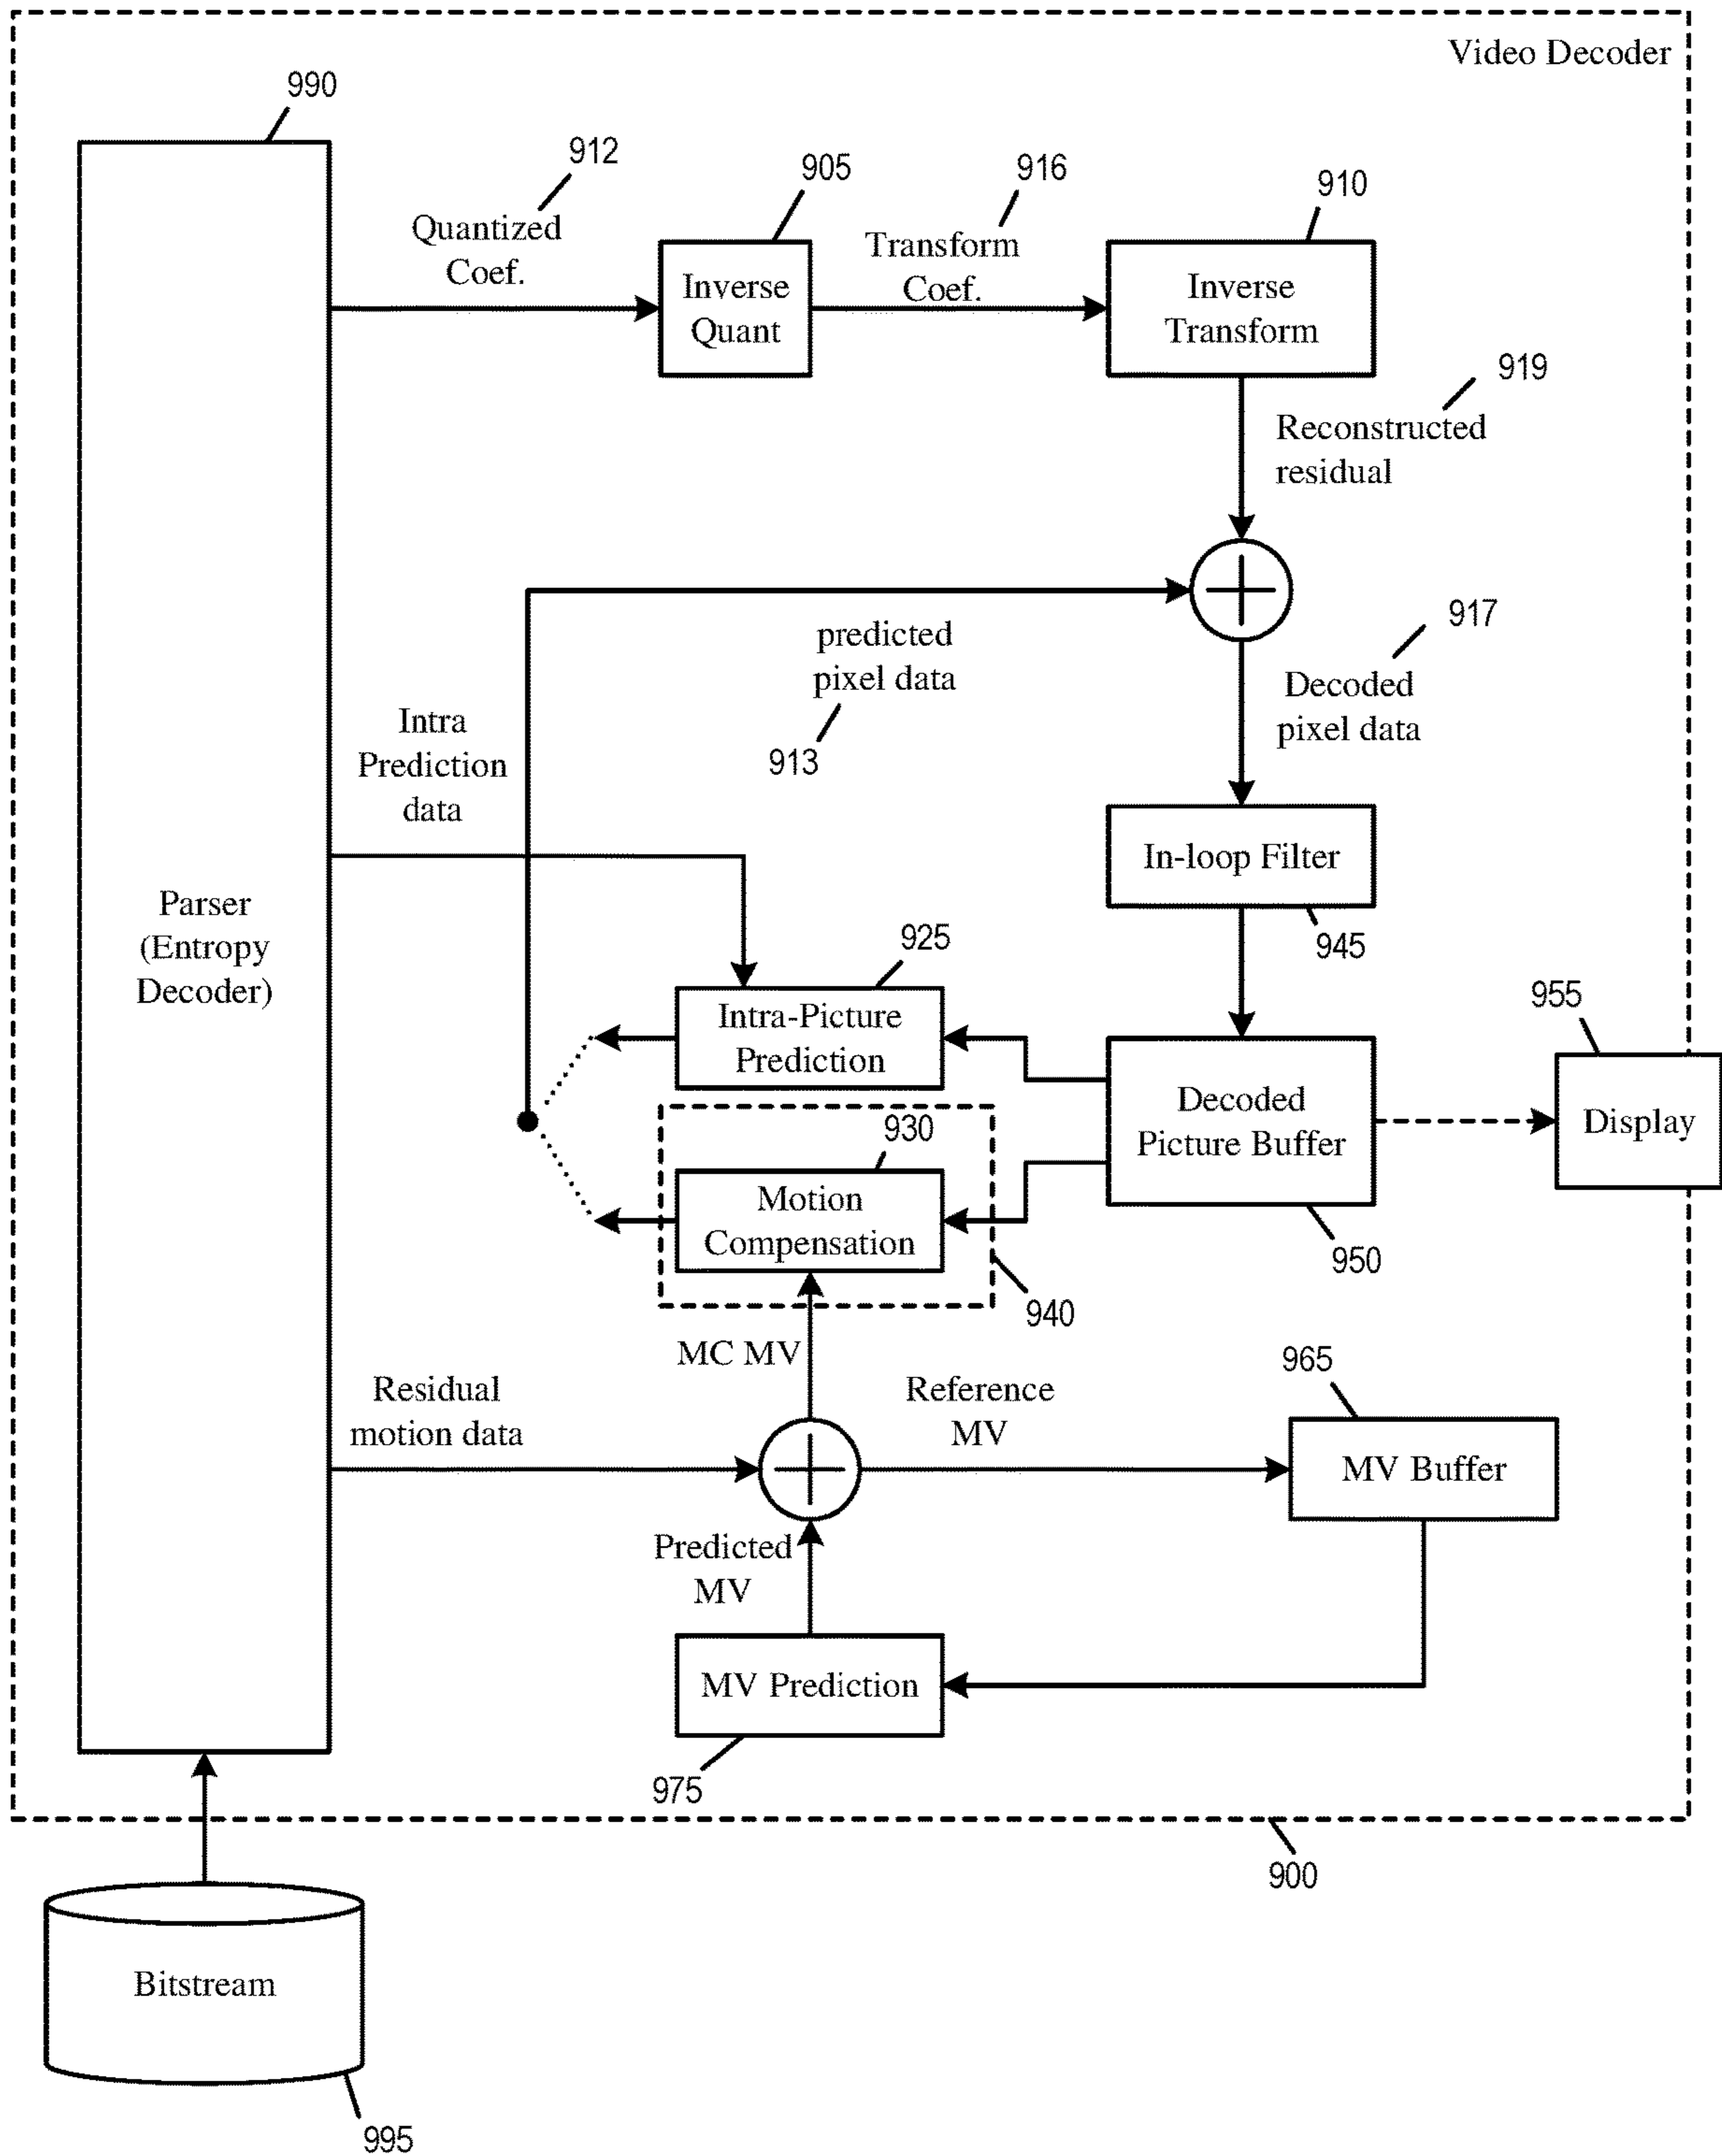 Video Decoder
990
912
905
916
910
Quantized
Coef.
Inverse
Quant
Transform
Coef.
Inverse
Transform
919
Reconstructed
residual
predicted
pixel data
913
917
Decoded
pixel data
Intra
Prediction
data
Parser
(Entropy
Decoder)
In-loop Filter
945
925
Intra-Picture
Prediction
955
Decoded
Picture Buffer
950
Display
930
Motion
Compensation
940
MC MV
Residual
motion data
Reference
MV
965
MV Buffer
Predicted
MV
MV Prediction
975
900
Bitstream
995